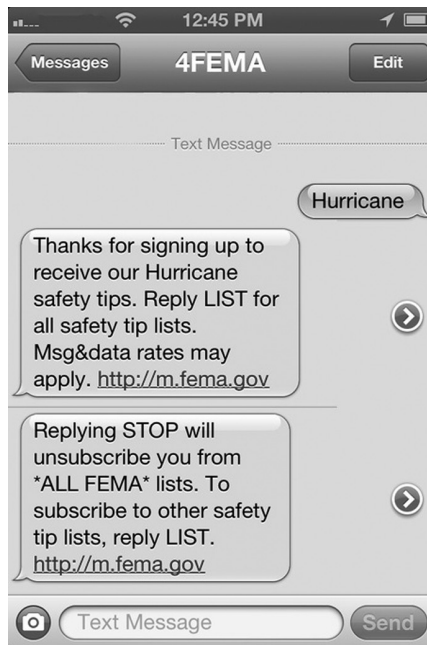 12:45 PM
Messages
4FEMA
Edit
Text Message
Hurricane
Thanks for signing up to
receive our Hurricane
safety tips. Reply LIST for
all safety tip lists.
Msg&data rates may
apply. http://m.fema.gov
Replying STOP will
unsubscribe you from
*ALL FEMA* lists. To
subscribe to other safety
tip lists, reply LIST.
http://m.fema.gov
Text Message
Send